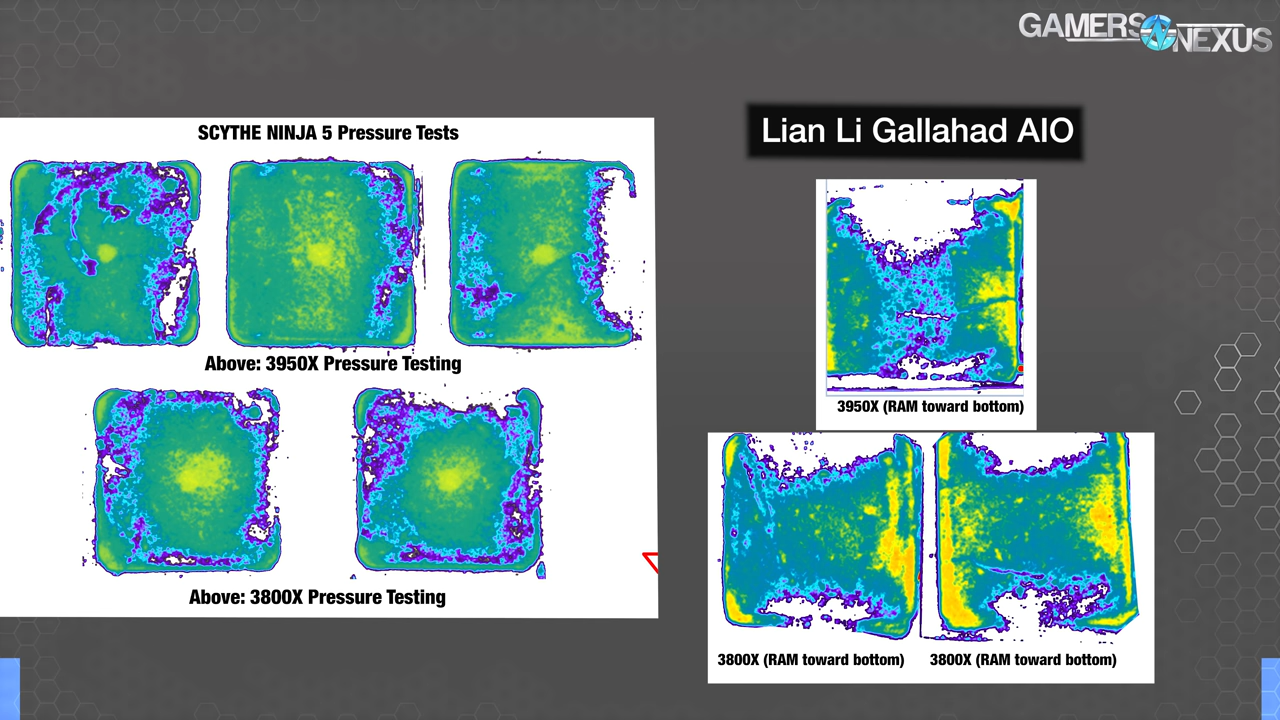 GAMERS NEXUS
SCYTHE NINJA 5 Pressure Tests
Above: 3950X Pressure Testing
Above: 3800X Pressure Testing
Lian Li Gallahad AIO
3950X (RAM toward bottom)
3800X (RAM toward bottom)
3800X (RAM toward bottom)